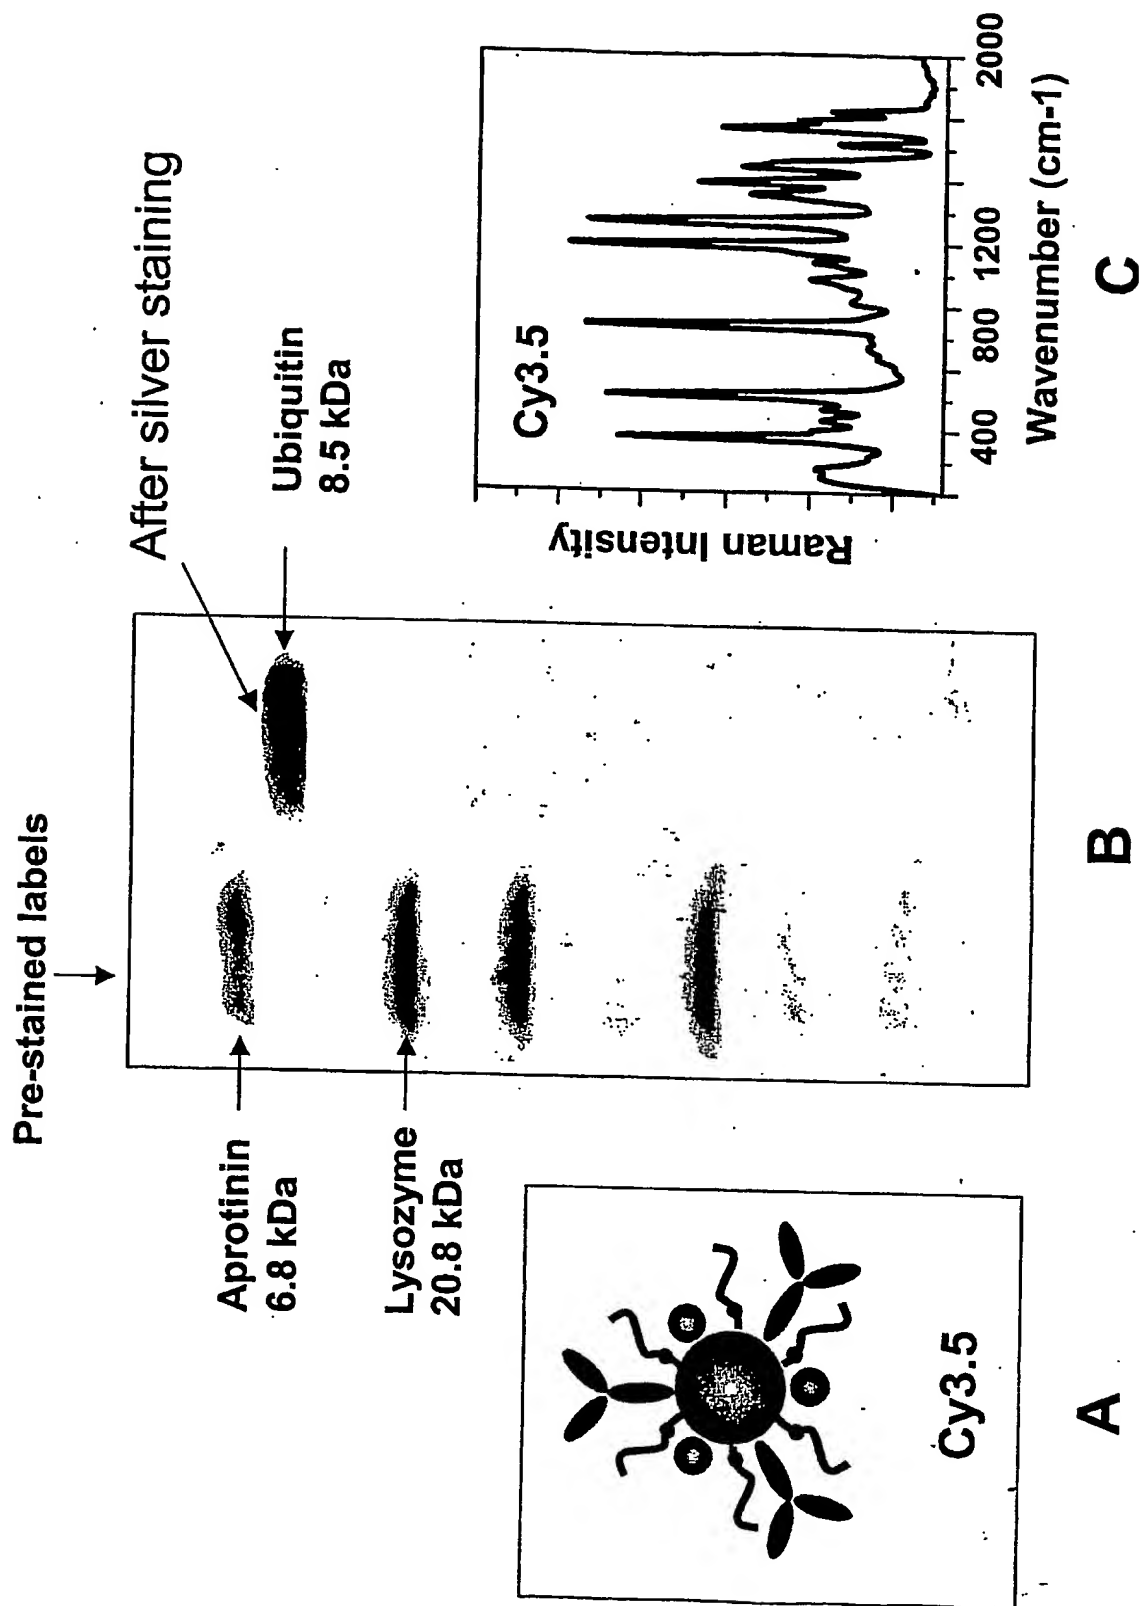 Pre-stained labels
After silver staining
Aprotinin
6.8 kDa
Lysozyme
20.8 kDa
Ubiquitin
8.5 kDa
Cy3.5
A
B
Cy3.5
Raman Intensity
400
800
1200
2000
Wavenumber (cm-1)
C